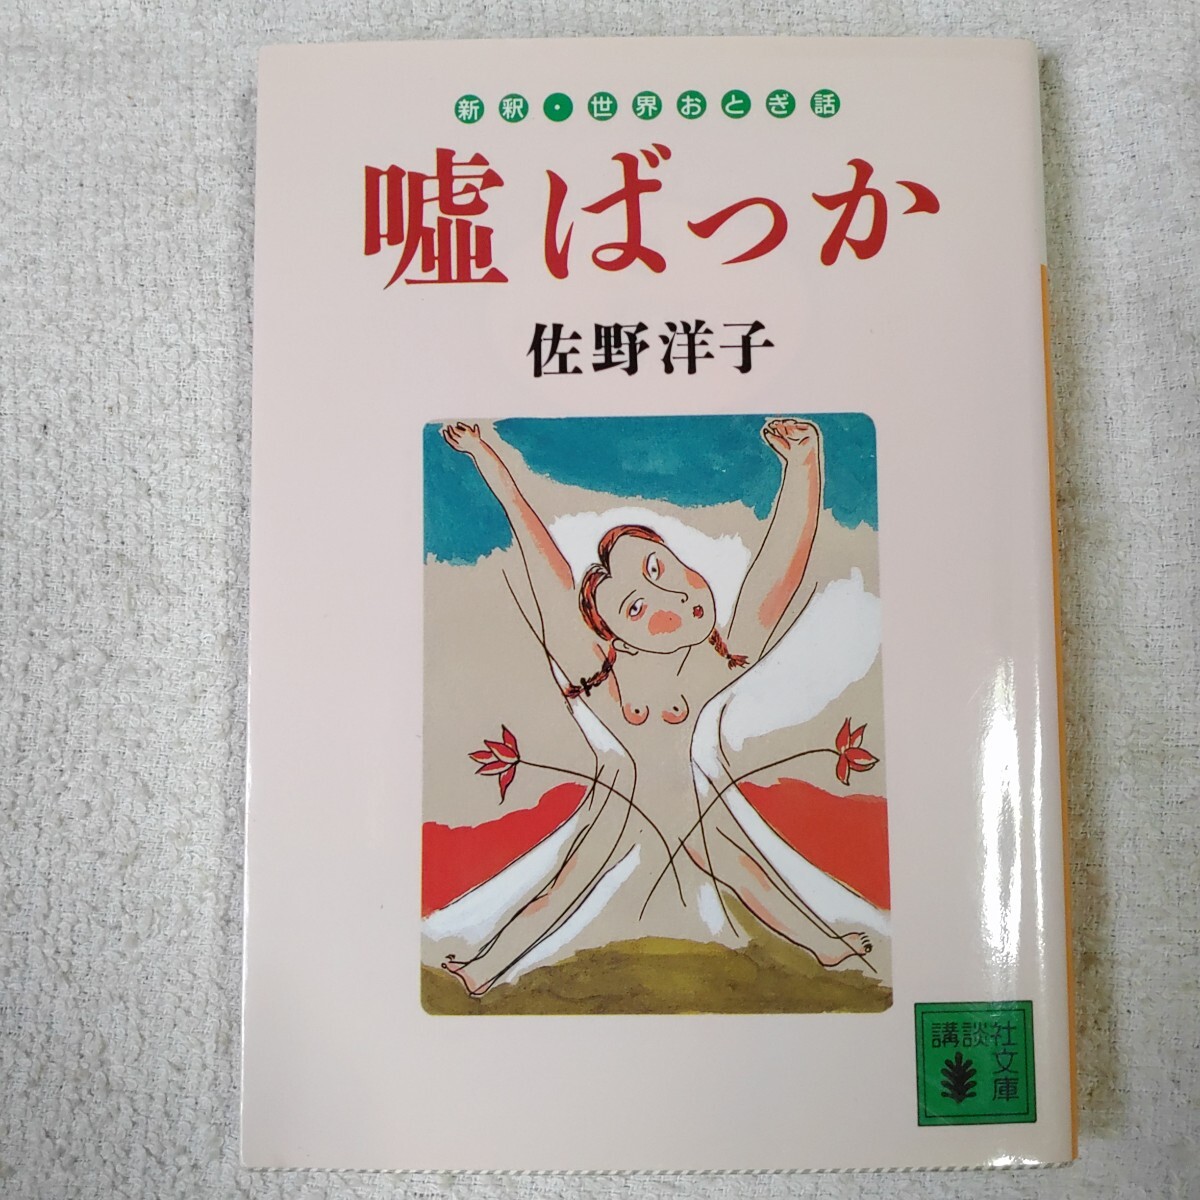 新釈・世界おとぎ話
嘘ばっか
佐野洋子
講談社
文庫